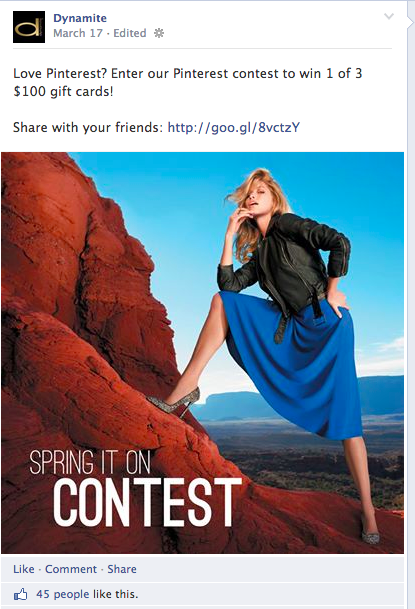 Dynamite
March 17 · Edited
Love Pinterest? Enter our Pinterest contest to win 1 of 3
$100 gift cards!
Share with your friends: http://goo.gl/8vctzY
SPRING IT ON
CONTEST
Like · Comment · Share
45 people like this.